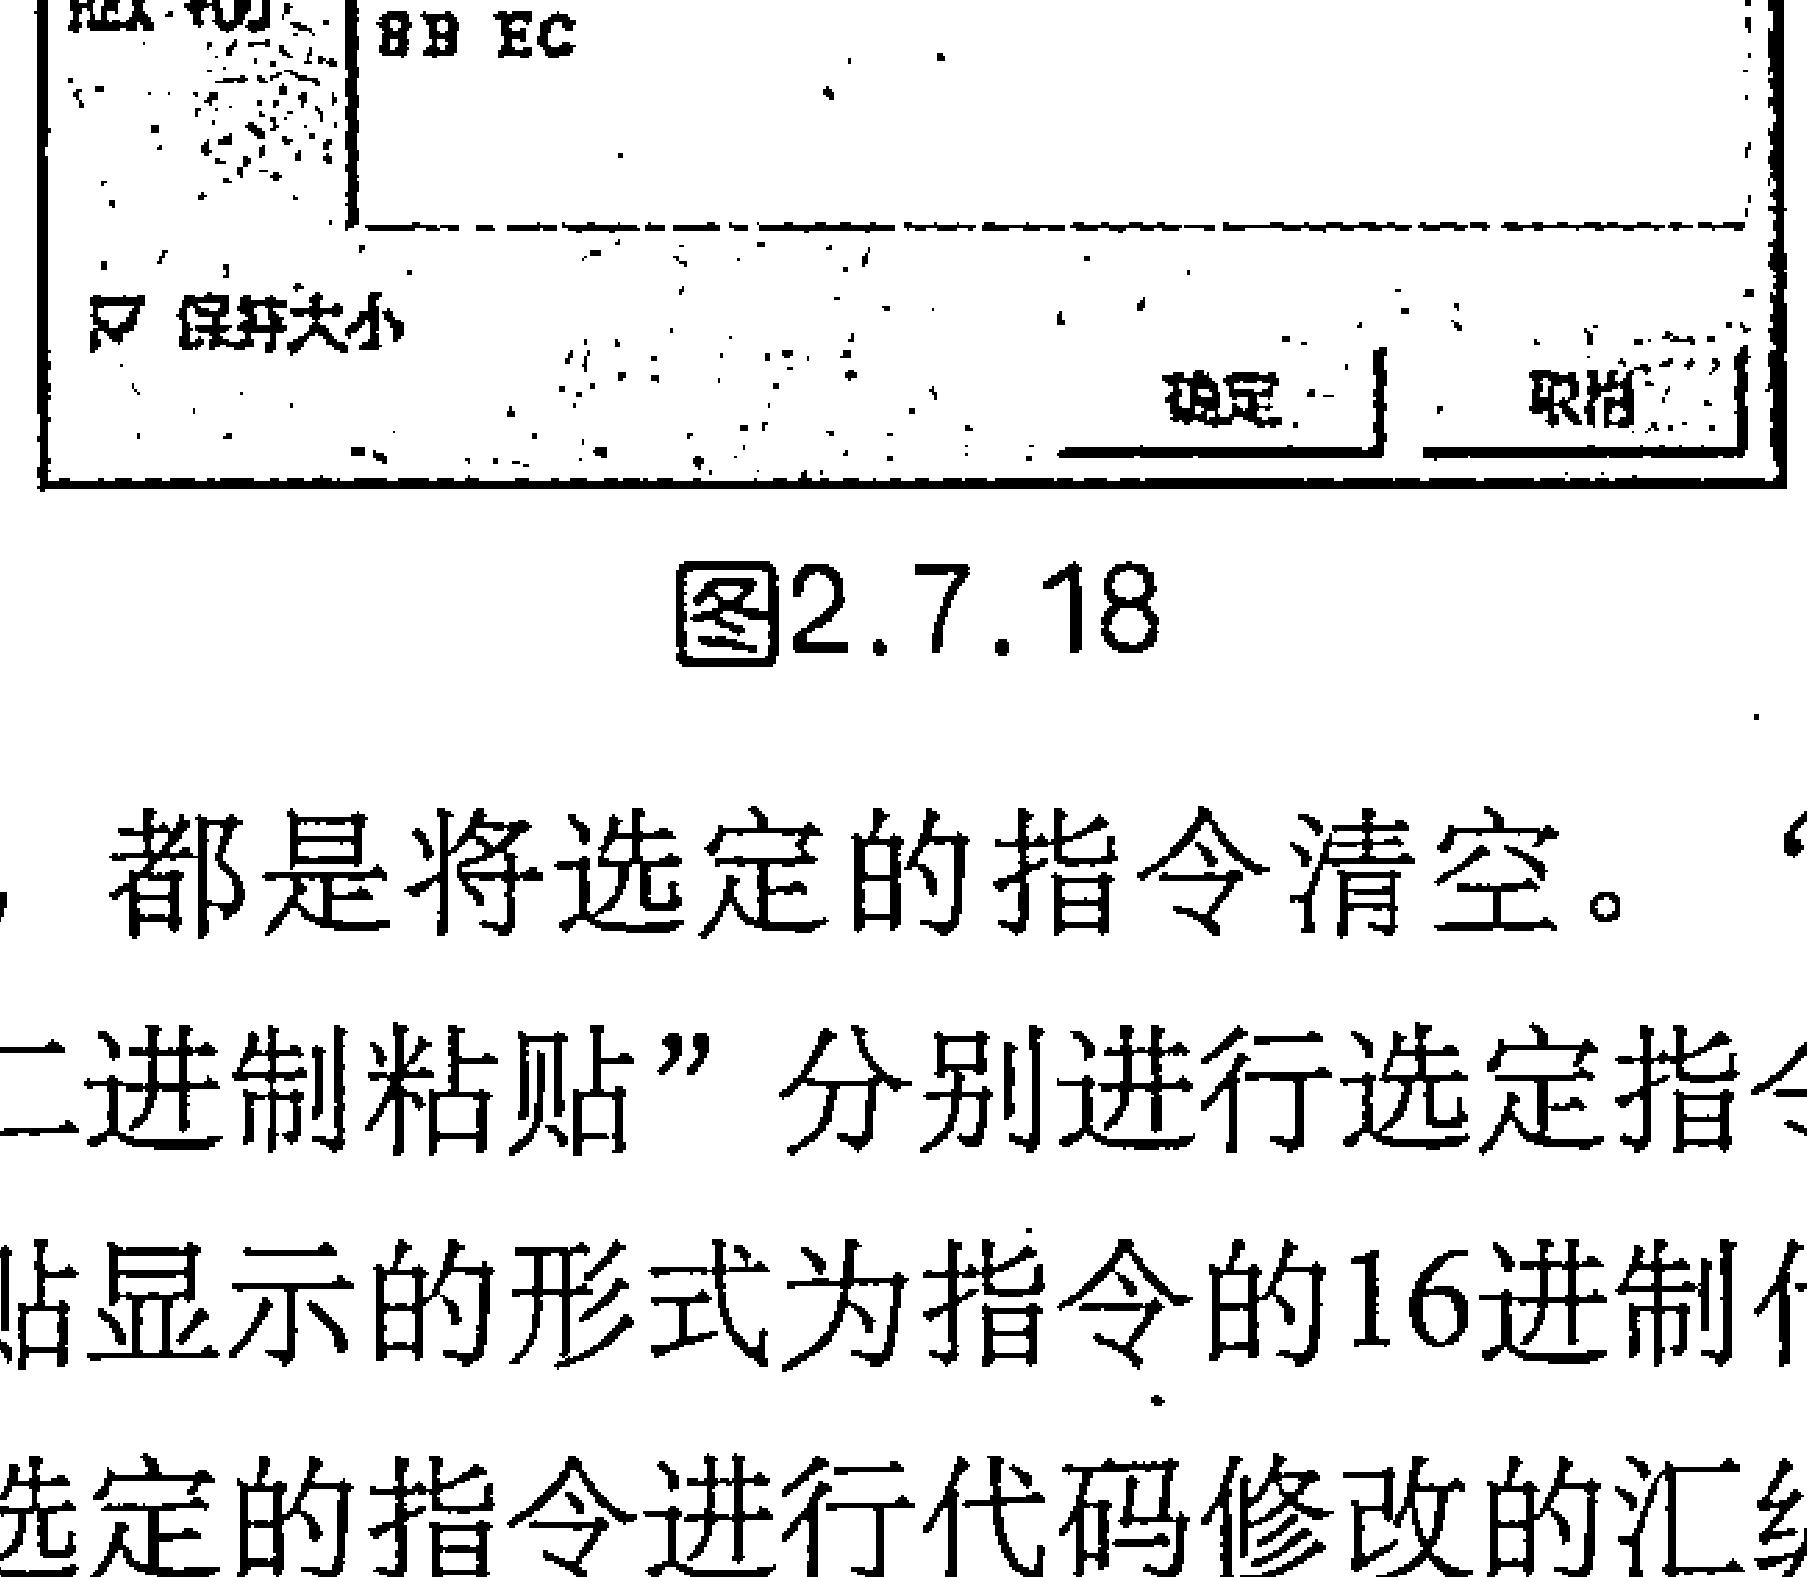 8B EC
保持大小
确定 取消
图2.7.18
，都是将选定的指令清空。“
二进制粘贴”分别进行选定指令
贴显示的形式为指令的16进制代
选定的指令进行代码修改的汇编